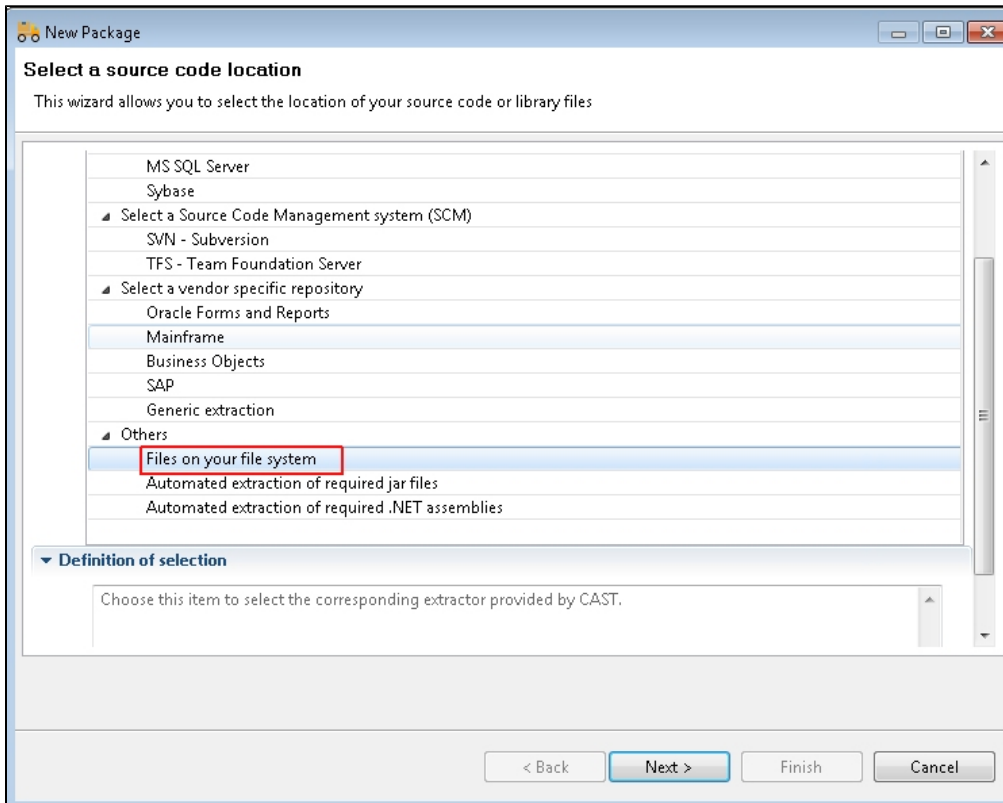 New Package
Select a source code location
This wizard allows you to select the location of your source code or library files
MS SQL Server
Sybase
Select a Source Code Management system (SCM)
SVN - Subversion
TFS - Team Foundation Server
Select a vendor specific repository
Oracle Forms and Reports
Mainframe
Business Objects
SAP
Generic extraction
Others
Files on your file system
Automated extraction of required jar files
Automated extraction of required .NET assemblies
Definition of selection
Choose this item to select the corresponding extractor provided by CAST.
< Back Next > Finish Cancel